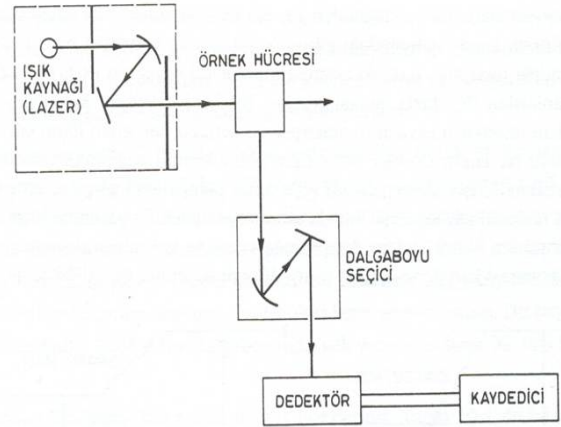 IŞIK
KAYNAĞI
(LAZER)
ÖRNEK HÜCRESİ
DALGABOYU
SEÇİCİ
DEDEKTÖR
KAYDEDİCİ